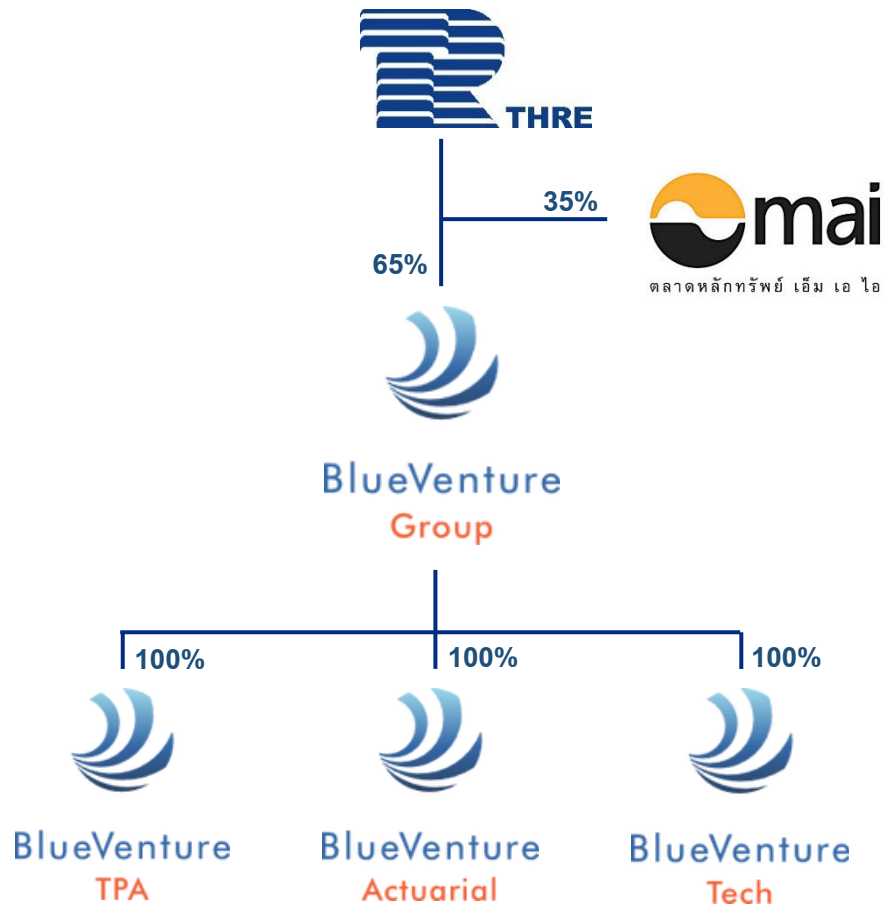 THRE
35%
mai
ตลาดหลักทรัพย์ เอ็ม เอ ไอ
65%
BlueVenture
Group
100%
100%
100%
BlueVenture
TPA
BlueVenture
Actuarial
BlueVenture
Tech